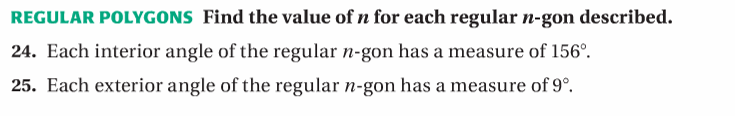 REGULAR POLYGONS Find the value of n for each regular n-gon described.
24. Each interior angle of the regular n-gon has a measure of 156°.
25. Each exterior angle of the regular n-gon has a measure of 9°.